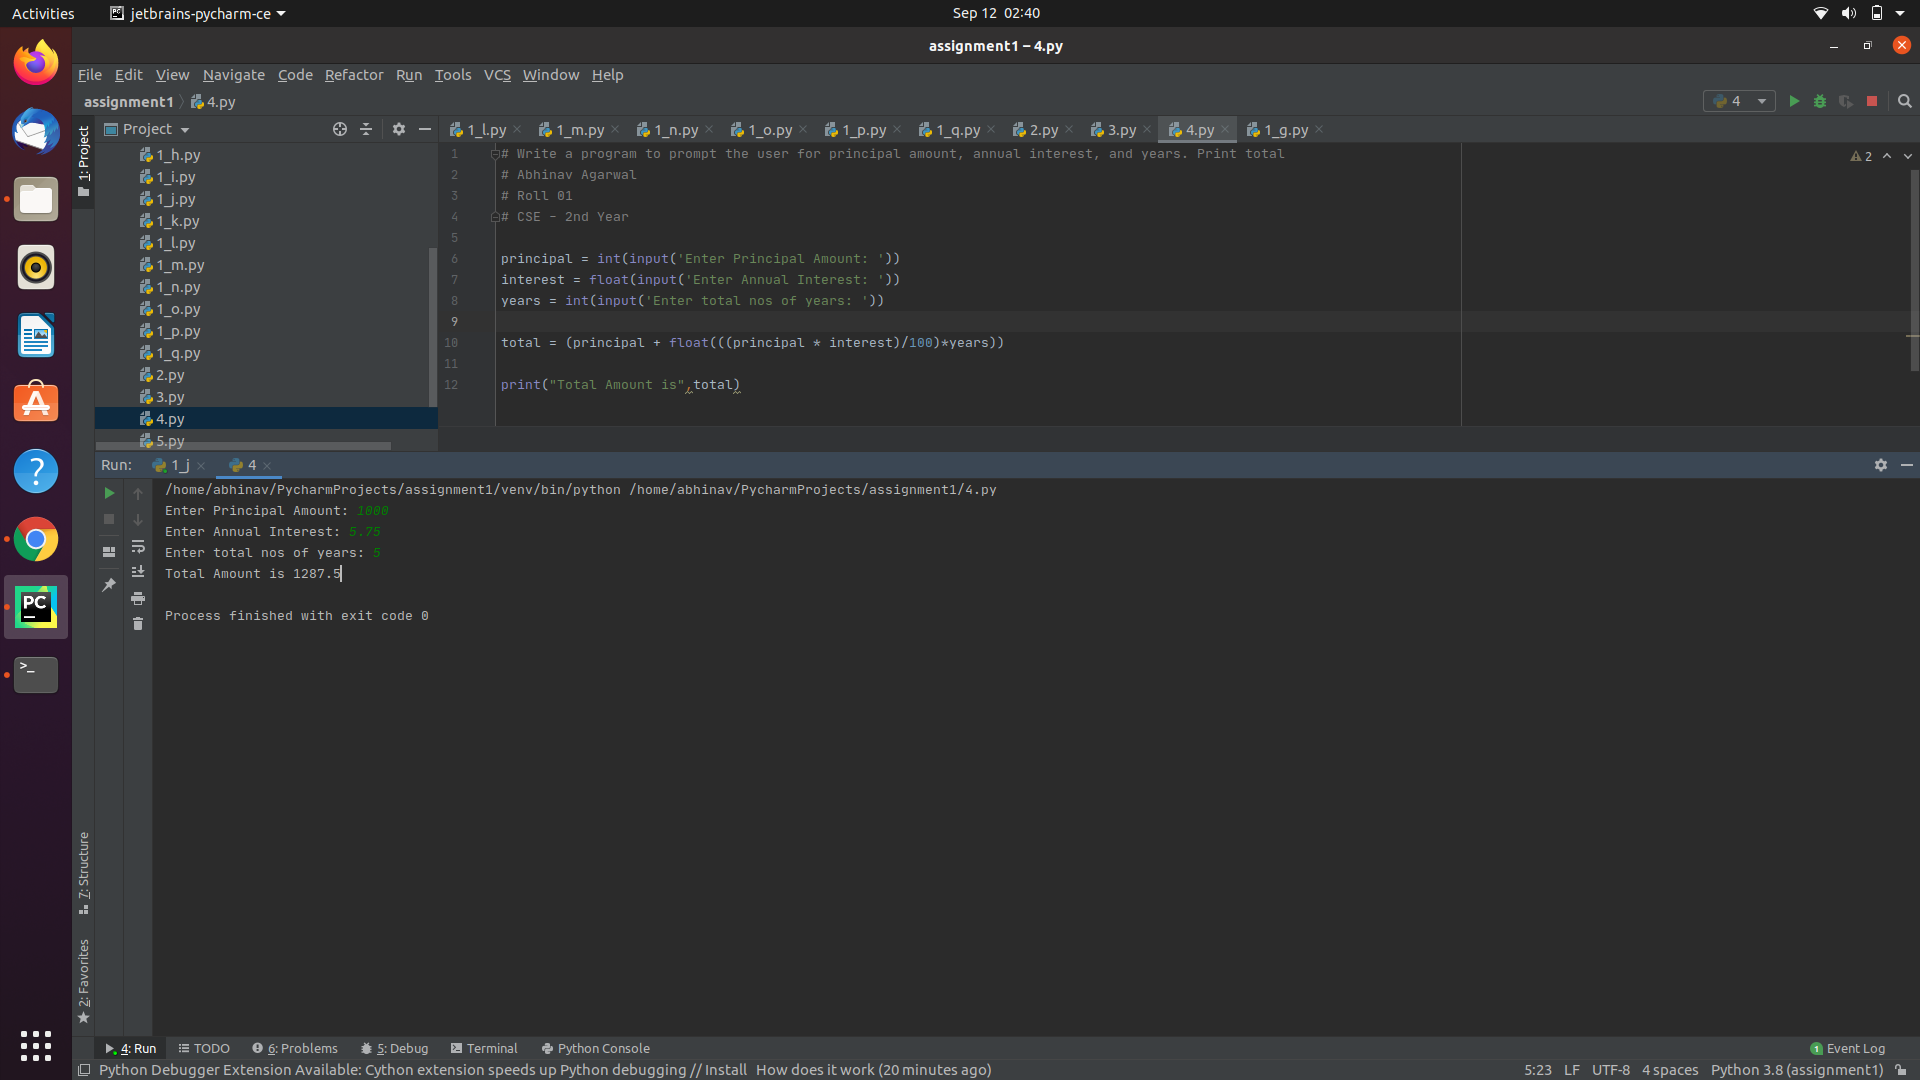 Activities
jetbrains-pycharm-ce
Sep 12 02:40
assignment1 – 4.py
File Edit View Navigate Code Refactor Run Tools VCS Window Help
assignment1 4.py
4
Project
1_l.py 1_m.py 1_n.py 1_o.py 1_p.py 1_q.py 2.py 3.py 4.py 1_g.py
1: Project
1_h.py
1_i.py
1_j.py
1_k.py
1_l.py
1_m.py
1_n.py
1_o.py
1_p.py
1_q.py
2.py
3.py
4.py
5.py
1 # Write a program to prompt the user for principal amount, annual interest, and years. Print total
2 # Abhinav Agarwal
3 # Roll 01
4 # CSE - 2nd Year
5
6 principal = int(input('Enter Principal Amount: '))
7 interest = float(input('Enter Annual Interest: '))
8 years = int(input('Enter total nos of years: '))
9
10 total = (principal + float(((principal * interest)/100)*years))
11
12 print("Total Amount is",total)
2
Run: 1_j 4
/home/abhinav/PycharmProjects/assignment1/venv/bin/python /home/abhinav/PycharmProjects/assignment1/4.py
Enter Principal Amount: 1000
Enter Annual Interest: 5.75
Enter total nos of years: 5
Total Amount is 1287.5
Process finished with exit code 0
PC
>_
7: Structure
2: Favorites
4: Run TODO 6: Problems 5: Debug Terminal Python Console
1 Event Log
Python Debugger Extension Available: Cython extension speeds up Python debugging // Install How does it work (20 minutes ago)
5:23 LF UTF-8 4 spaces Python 3.8 (assignment1)